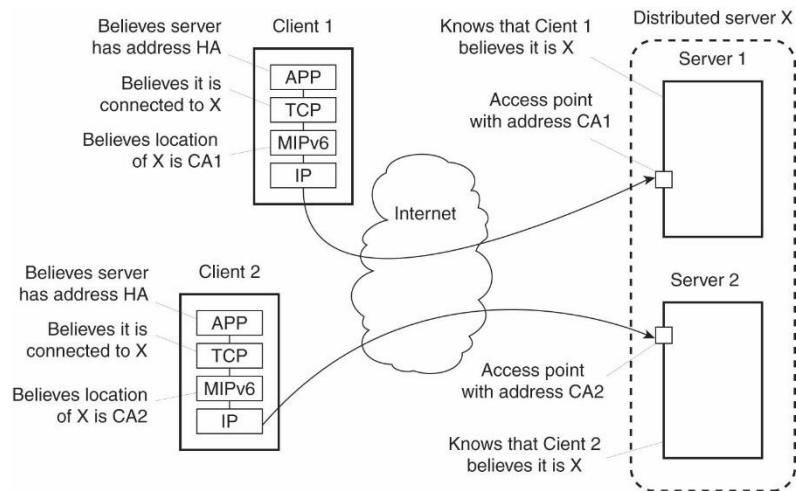 Believes server
has address HA
Client 1
APP
Believes it is
connected to X
TCP
Believes location
of X is CA1
MIPv6
IP
Internet
Knows that Cient 1
believes it is X
Distributed server X
Server 1
Access point
with address CA1
Believes server
has address HA
Client 2
APP
Believes it is
connected to X
TCP
Believes location
of X is CA2
MIPv6
IP
Server 2
Access point
with address CA2
Knows that Cient 2
believes it is X